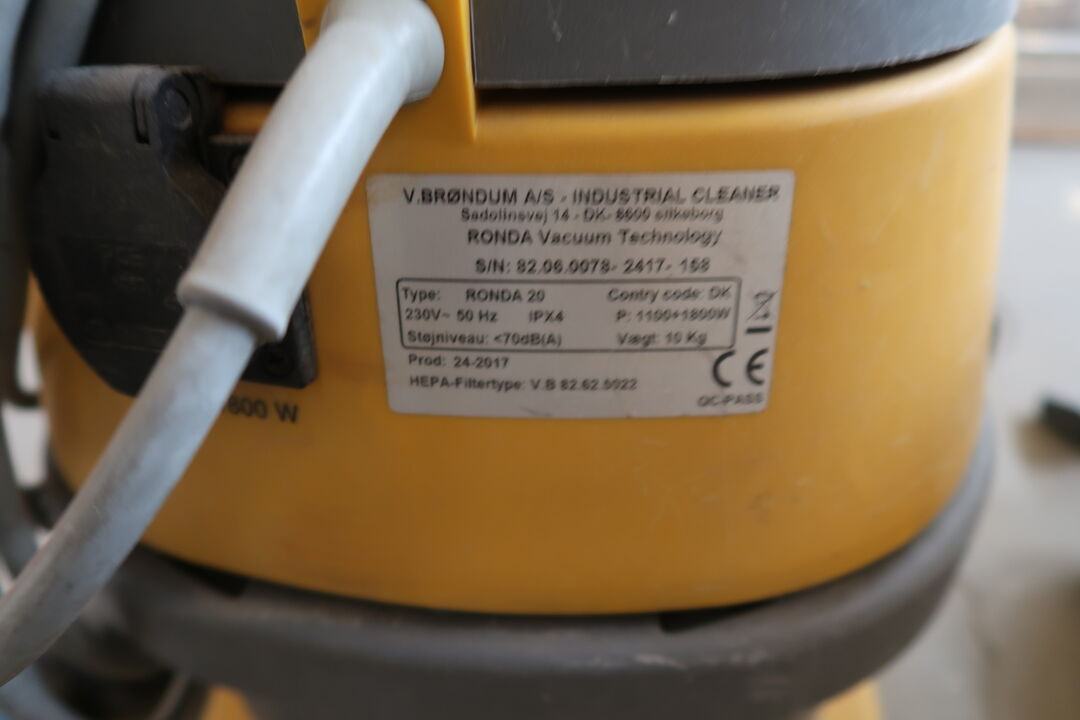 V.BRØNDUM A/S - INDUSTRIAL CLEANER
Sadolinsvej 14 - DK- 8600 silkeborg
RONDA Vacuum Technology
S/N: 82.06.0078- 2417- 158
Type: RONDA 20 Contry code: DK
230V~ 50 Hz IPX4 P: 1100+1800W
Støjniveau: <70dB(A) Vægt: 10 Kg
Prod: 24-2017
HEPA-Filtertype: V.B 82.62.0022
CE
QC-PASS
800 W